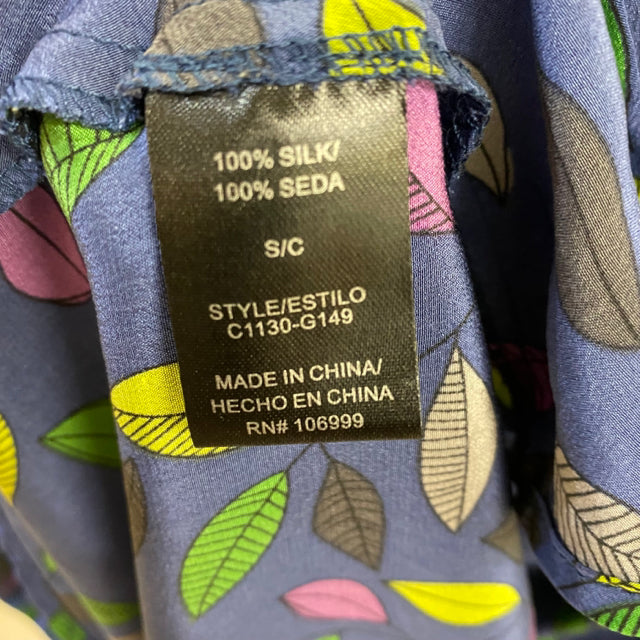 100% SILK/
100% SEDA
S/C
STYLE/ESTILO
C1130-G149
MADE IN CHINA/
HECHO EN CHINA
RN# 106999